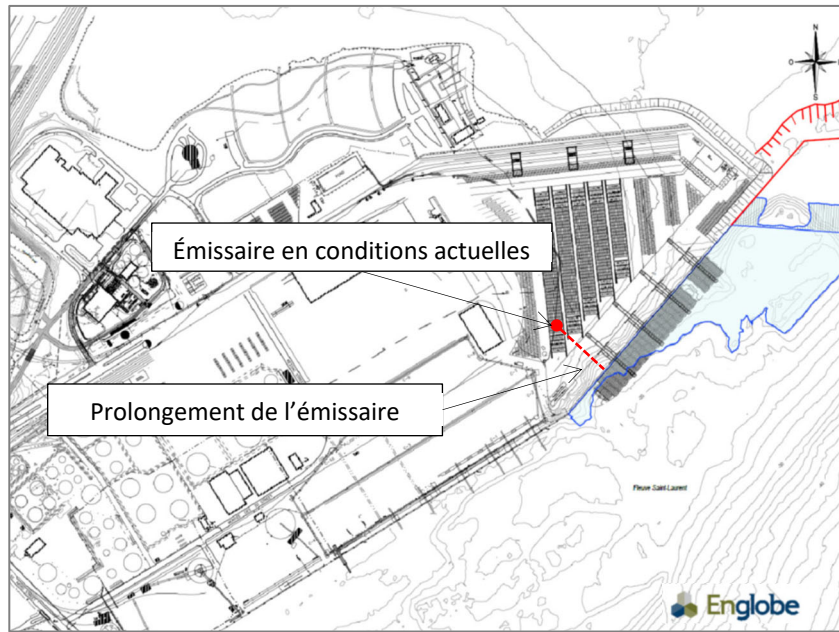 N
O
S
Émissaire en conditions actuelles
Prolongement de l’émissaire
Fleuve Saint-Laurent
Englobe